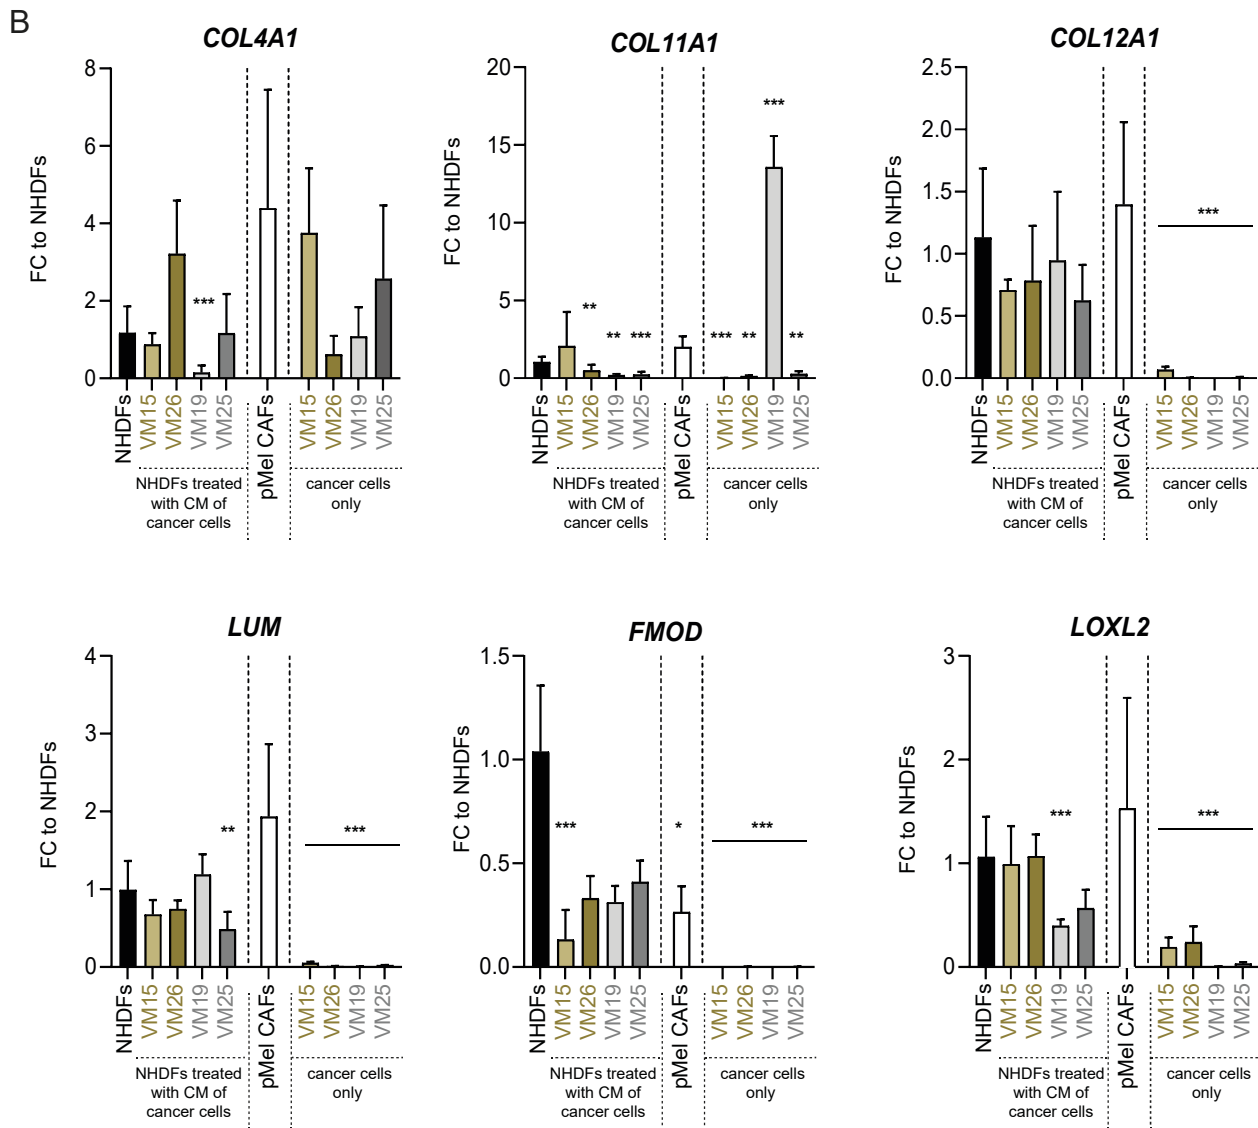 B
COL4A1
FC to NHDFs
8
6
4
2
0
***
NHDFs
VM15
VM26
VM19
VM25
pMel CAFs
VM15
VM26
VM19
VM25
NHDFs treated
with CM of
cancer cells
cancer cells
only
COL11A1
FC to NHDFs
20
15
10
5
0
**
**
***
***
**
***
**
NHDFs
VM15
VM26
VM19
VM25
pMel CAFs
VM15
VM26
VM19
VM25
NHDFs treated
with CM of
cancer cells
cancer cells
only
COL12A1
FC to NHDFs
2.5
2.0
1.5
1.0
0.5
0.0
***
NHDFs
VM15
VM26
VM19
VM25
pMel CAFs
VM15
VM26
VM19
VM25
NHDFs treated
with CM of
cancer cells
cancer cells
only
LUM
FC to NHDFs
4
3
2
1
0
**
***
NHDFs
VM15
VM26
VM19
VM25
pMel CAFs
VM15
VM26
VM19
VM25
NHDFs treated
with CM of
cancer cells
cancer cells
only
FMOD
FC to NHDFs
1.5
1.0
0.5
0.0
***
*
***
NHDFs
VM15
VM26
VM19
VM25
pMel CAFs
VM15
VM26
VM19
VM25
NHDFs treated
with CM of
cancer cells
cancer cells
only
LOXL2
FC to NHDFs
3
2
1
0
***
***
NHDFs
VM15
VM26
VM19
VM25
pMel CAFs
VM15
VM26
VM19
VM25
NHDFs treated
with CM of
cancer cells
cancer cells
only